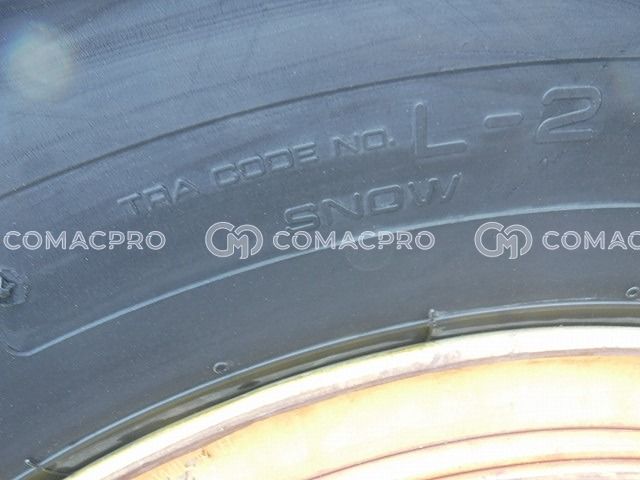 TRA CODE NO. L-2
SNOW
COMACPRO COMACPRO COMACPRO